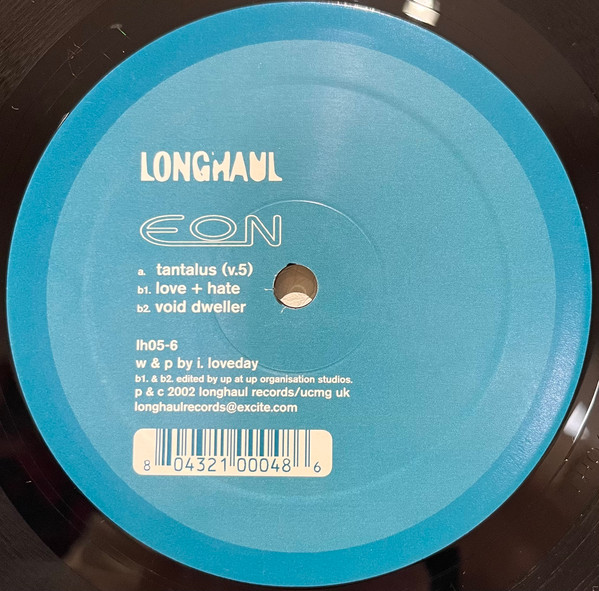 LONGHAUL
EON
a. tantalus (v.5)
b1. love + hate
b2. void dweller
lh05-6
w & p by i. loveday
b1. & b2. edited by up at up organisation studios.
p & c 2002 longhaul records/ucmg uk
longhaulrecords@excite.com
8 04321 00048 6